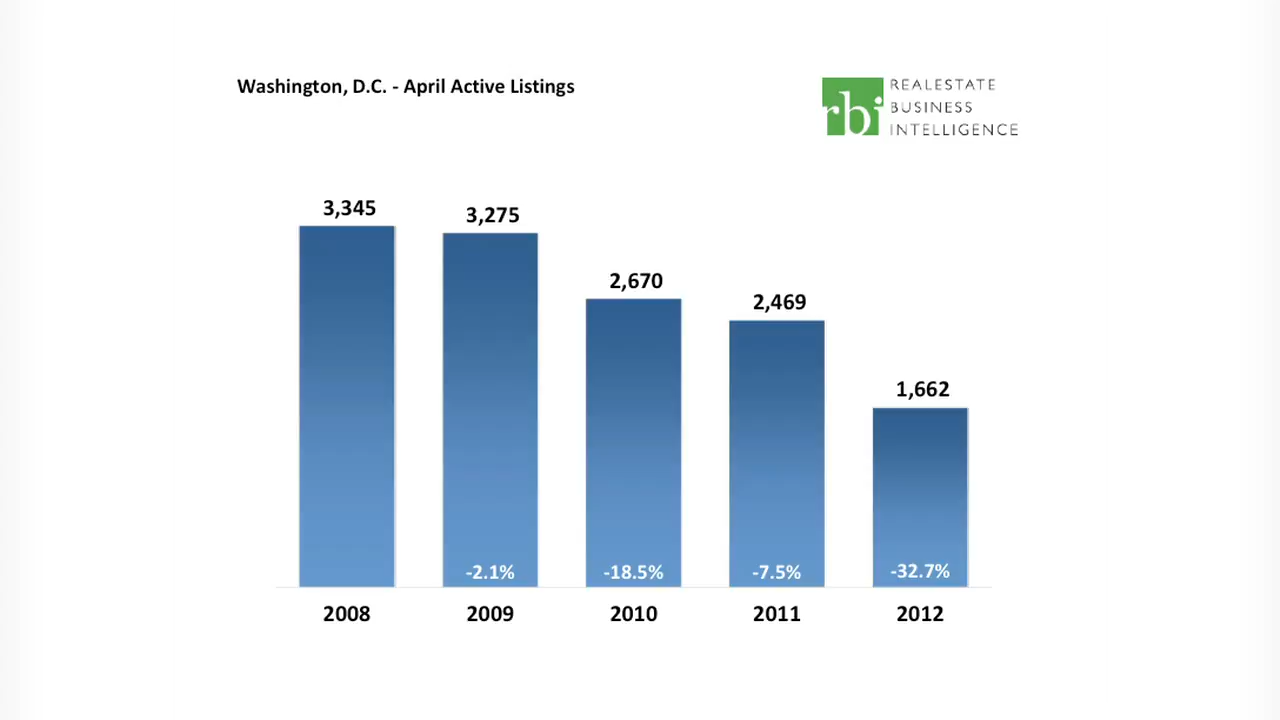 Washington, D.C. - April Active Listings
rbi
REALESTATE
BUSINESS
INTELLIGENCE
3,345
3,275
2,670
2,469
1,662
-2.1%
-18.5%
-7.5%
-32.7%
2008
2009
2010
2011
2012